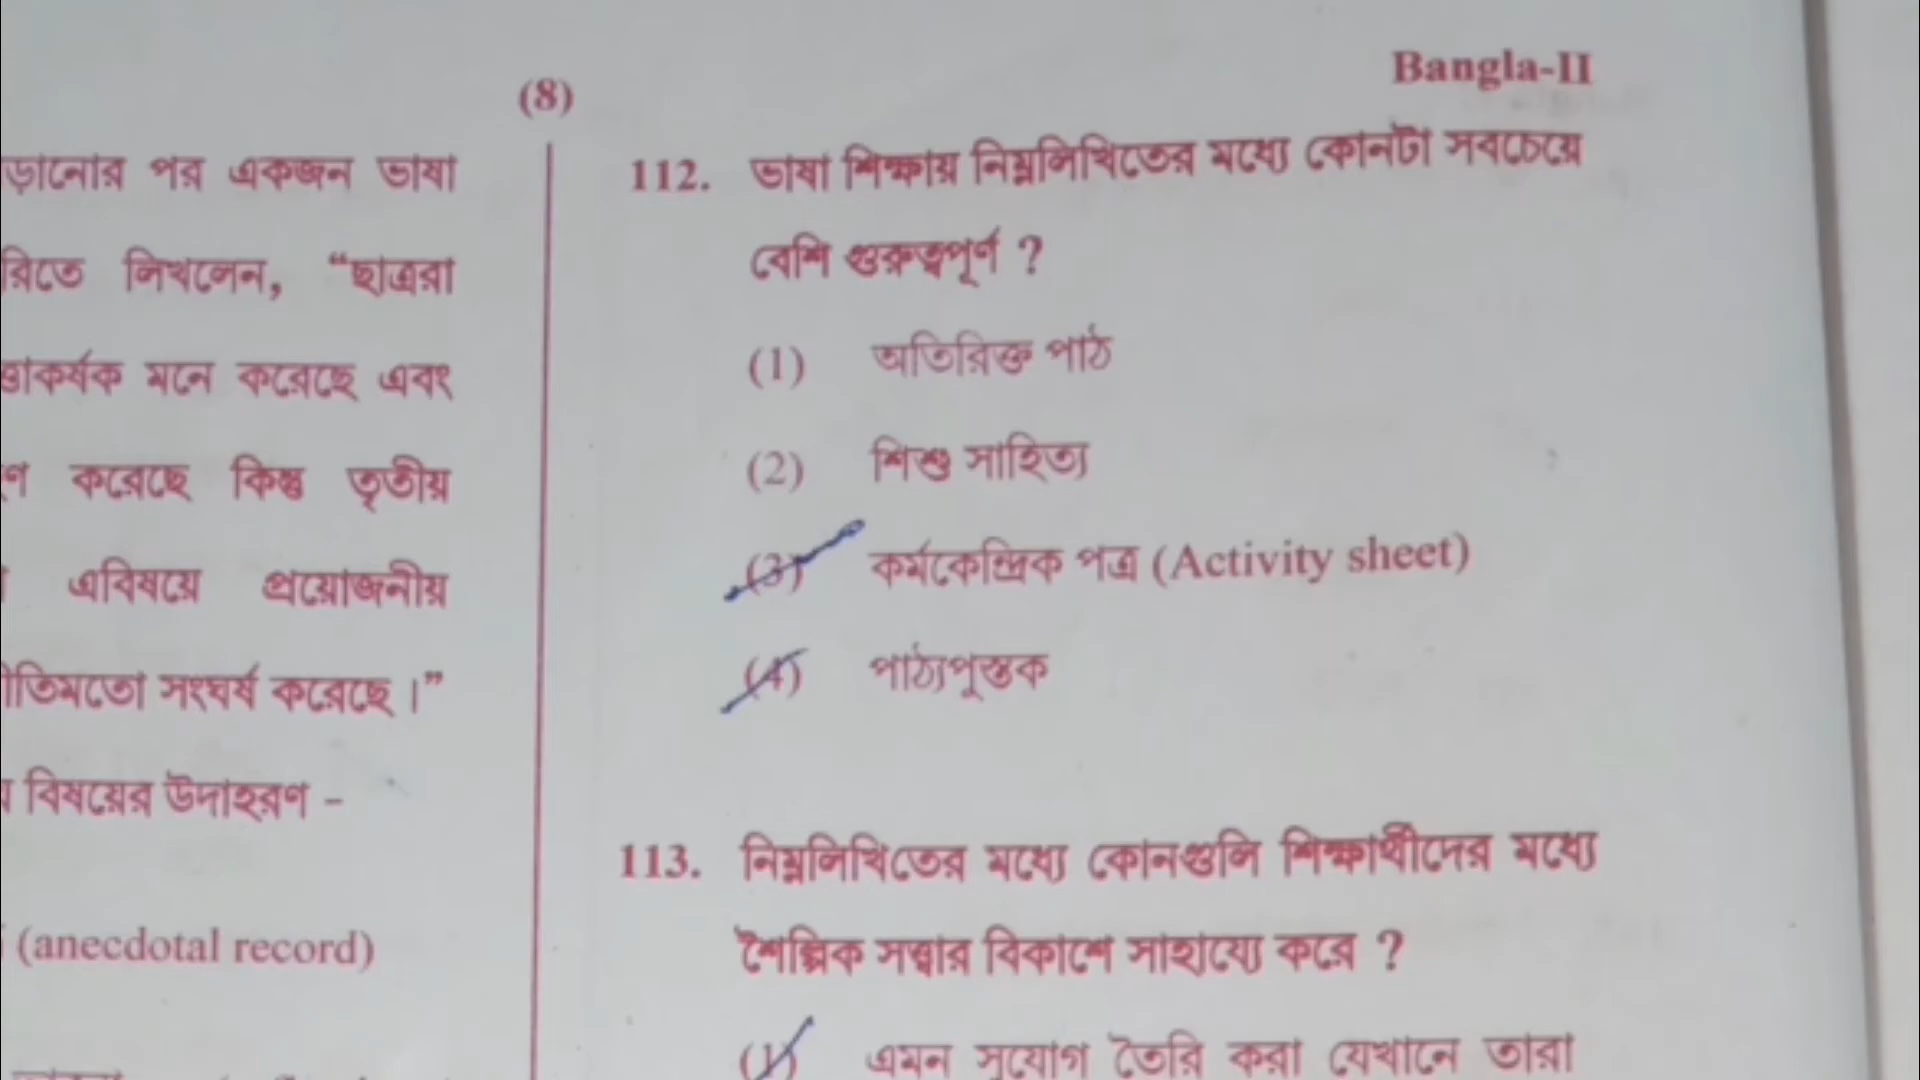 (8)
Bangla-II
ড়ানোর পর একজন ভাষা
রিতে লিখলেন, “ছাত্ররা
কর্ষক মনে করেছে এবং
করেছে কিন্তু তৃতীয়
এবিষয়ে প্রয়োজনীয়
তিমতো সংঘর্ষ করেছে।”
বিষয়ের উদাহরণ -
(anecdotal record)
112. ভাষা শিক্ষায় নিম্নলিখিতের মধ্যে কোনটা সবচেয়ে
বেশি গুরুত্বপূর্ণ ?
(1) অতিরিক্ত পাঠ
(2) শিশু সাহিত্য
(3) কর্মকেন্দ্রিক পত্র (Activity sheet)
(4) পাঠ্যপুস্তক
113. নিম্নলিখিতের মধ্যে কোনগুলি শিক্ষার্থীদের মধ্যে
শৈল্পিক সত্ত্বার বিকাশে সাহায্যে করে ?
(1) এমন সুযোগ তৈরি করা যেখানে তারা